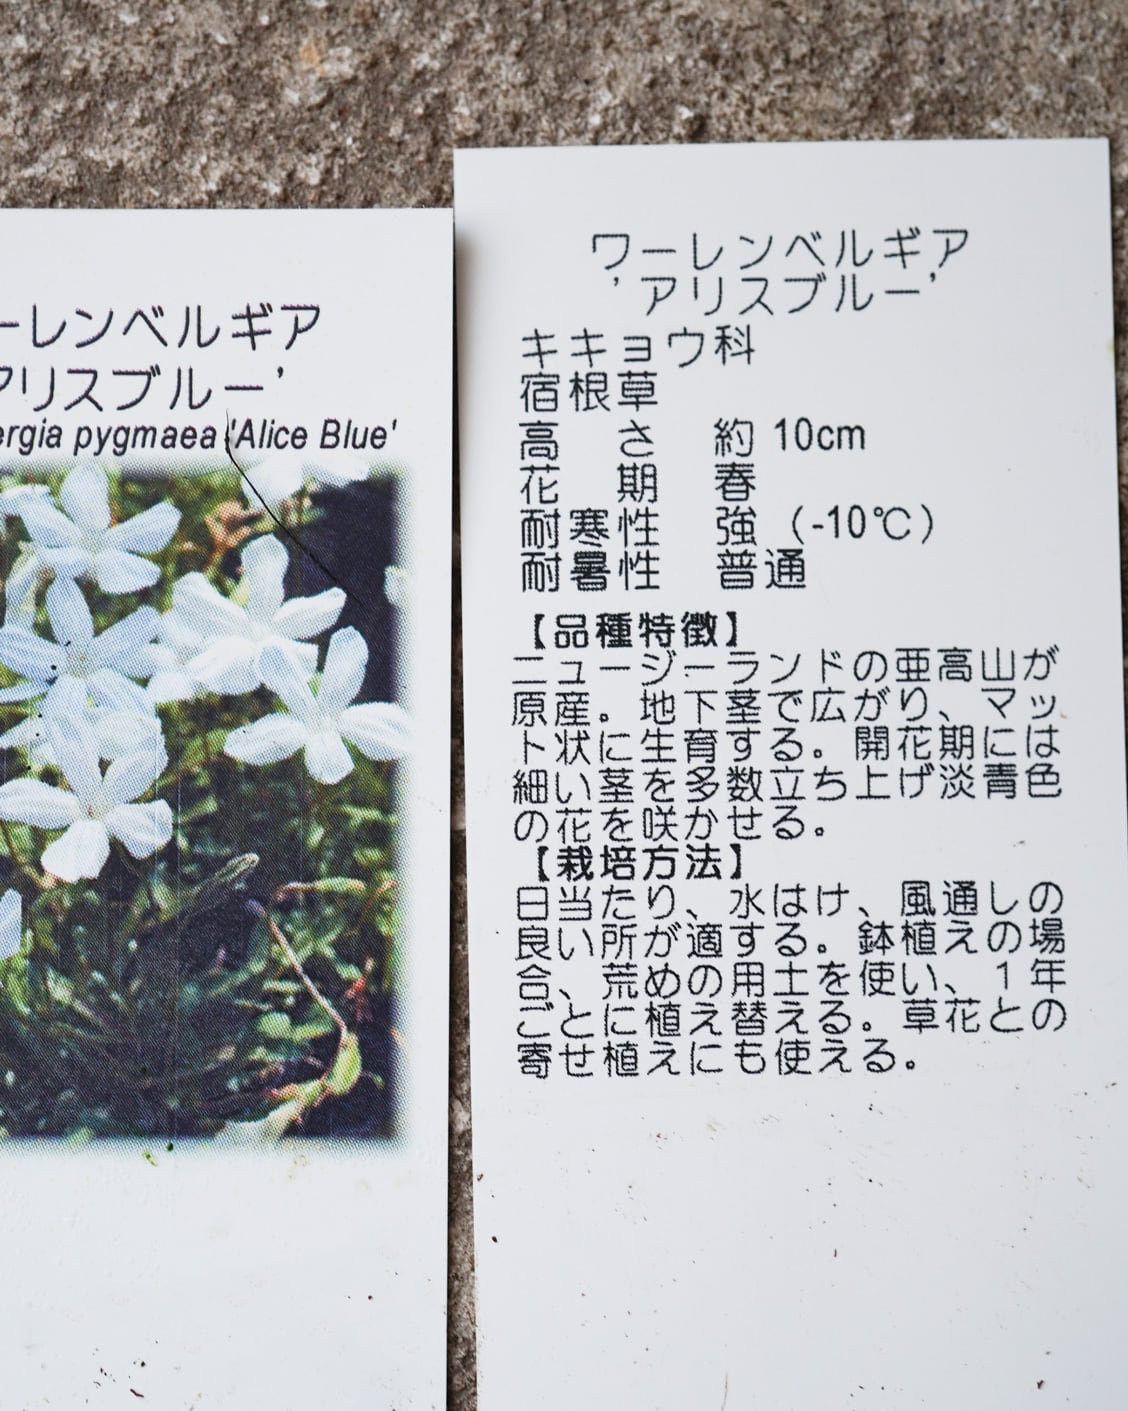 ーレンベルギア
アリスブルー'
ergia pygmaea 'Alice Blue'
ワーレンベルギア
'アリスブルー'
キキョウ科
宿根草
高　さ　約 10cm
花　期　春
耐寒性　強（-10℃）
耐暑性　普通
【品種特徴】
ニュージーランドの亜高山が
原産。地下茎で広がり、マッ
ト状に生育する。開花期には
細い茎を多数立ち上げ淡青色
の花を咲かせる。
【栽培方法】
日当たり、水はけ、風通しの
良い所が適する。鉢植えの場
合、荒めの用土を使い、１年
ごとに植え替える。草花との
寄せ植えにも使える。